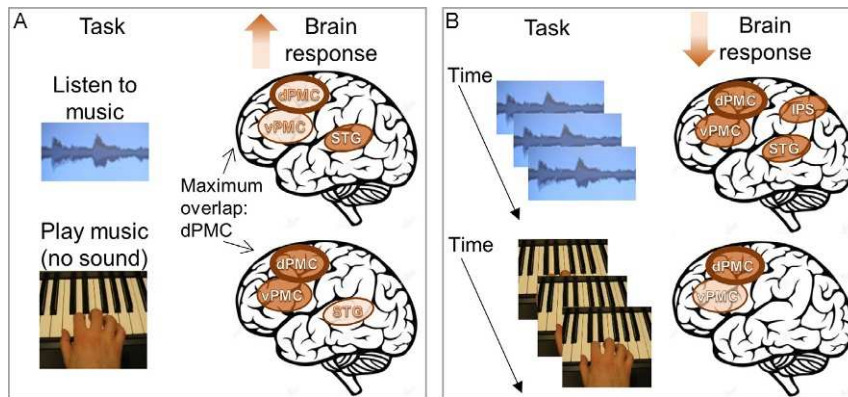 A
Task
Brain
response
Listen to
music
dPMC
vPMC
STG
Maximum
overlap:
dPMC
Play music
(no sound)
dPMC
vPMC
STG
B
Task
Brain
response
Time
dPMC
IPS
vPMC
STG
Time
dPMC
vPMC